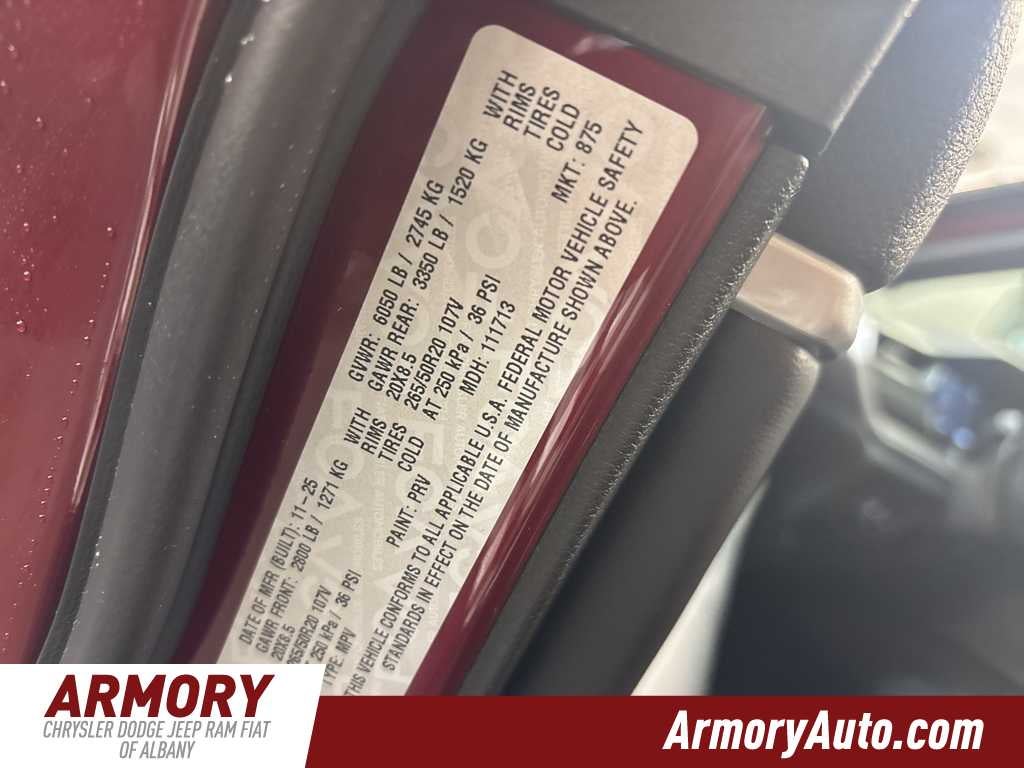 DATE OF MFR (BUILT): 11-25 GVWR: 6050 LB / 2745 KG
GAWR FRONT: 2800 LB / 1271 KG WITH GAWR REAR: 3350 LB / 1520 KG WITH
20X8.5 RIMS 20X8.5 RIMS
265/50R20 107V TIRES 265/50R20 107V TIRES
250 kPa / 36 PSI COLD AT 250 kPa / 36 PSI COLD
TYPE: MPV PAINT: PRV MDH: 111713 MKT: 875
THIS VEHICLE CONFORMS TO ALL APPLICABLE U.S.A. FEDERAL MOTOR VEHICLE SAFETY
STANDARDS IN EFFECT ON THE DATE OF MANUFACTURE SHOWN ABOVE.
ARMORY
CHRYSLER DODGE JEEP RAM FIAT
OF ALBANY
ArmoryAuto.com